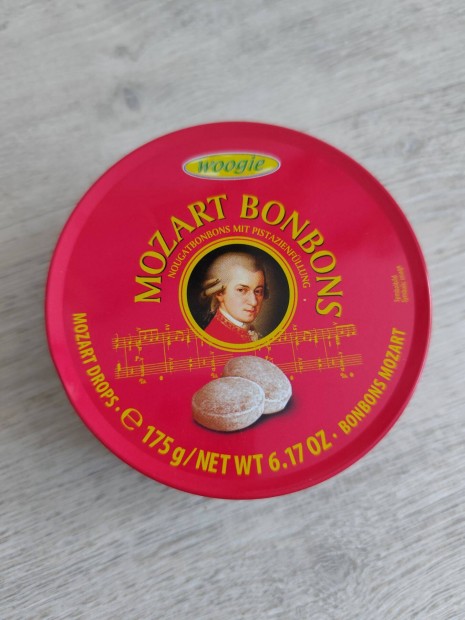 woogie
MOZART BONBONS
NOUGATBONBONS MIT PISTAZIENFÜLLUNG
MOZART DROPS · ℮ 175 g/NET WT 6.17 OZ · BONBONS MOZART